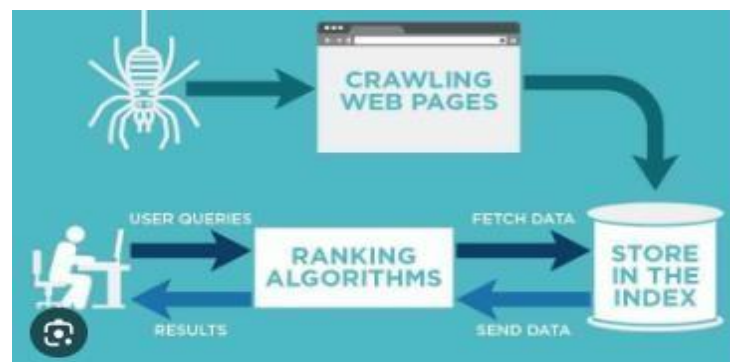 CRAWLING
WEB PAGES
USER QUERIES
FETCH DATA
RANKING
ALGORITHMS
STORE
IN THE
INDEX
RESULTS
SEND DATA